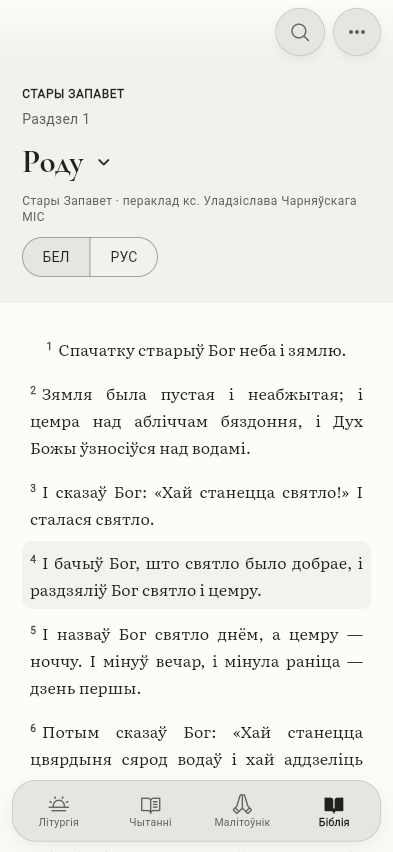 СТАРЫ ЗАПАВЕТ
Раздзел 1
Роду
Стары Запавет · пераклад кс. Уладзіслава Чарняўскага
МІС
БЕЛ РУС
1 Спачатку стварыў Бог неба і зямлю.
2 Зямля была пустая і неабжытая; і
цемра над абліччам бяздоння, і Дух
Божы ўзносіўся над водамі.
3 І сказаў Бог: «Хай станецца святло!» І
сталася святло.
4 І бачыў Бог, што святло было добрае, і
раздзяліў Бог святло і цемру.
5 І назваў Бог святло днём, а цемру —
ноччу. І мінуў вечар, і мінула раніца —
дзень першы.
6 Потым сказаў Бог: «Хай станецца
цвярдыня сярод водаў і хай аддзеліць
Літургія Чытанні Малітоўнік Біблія